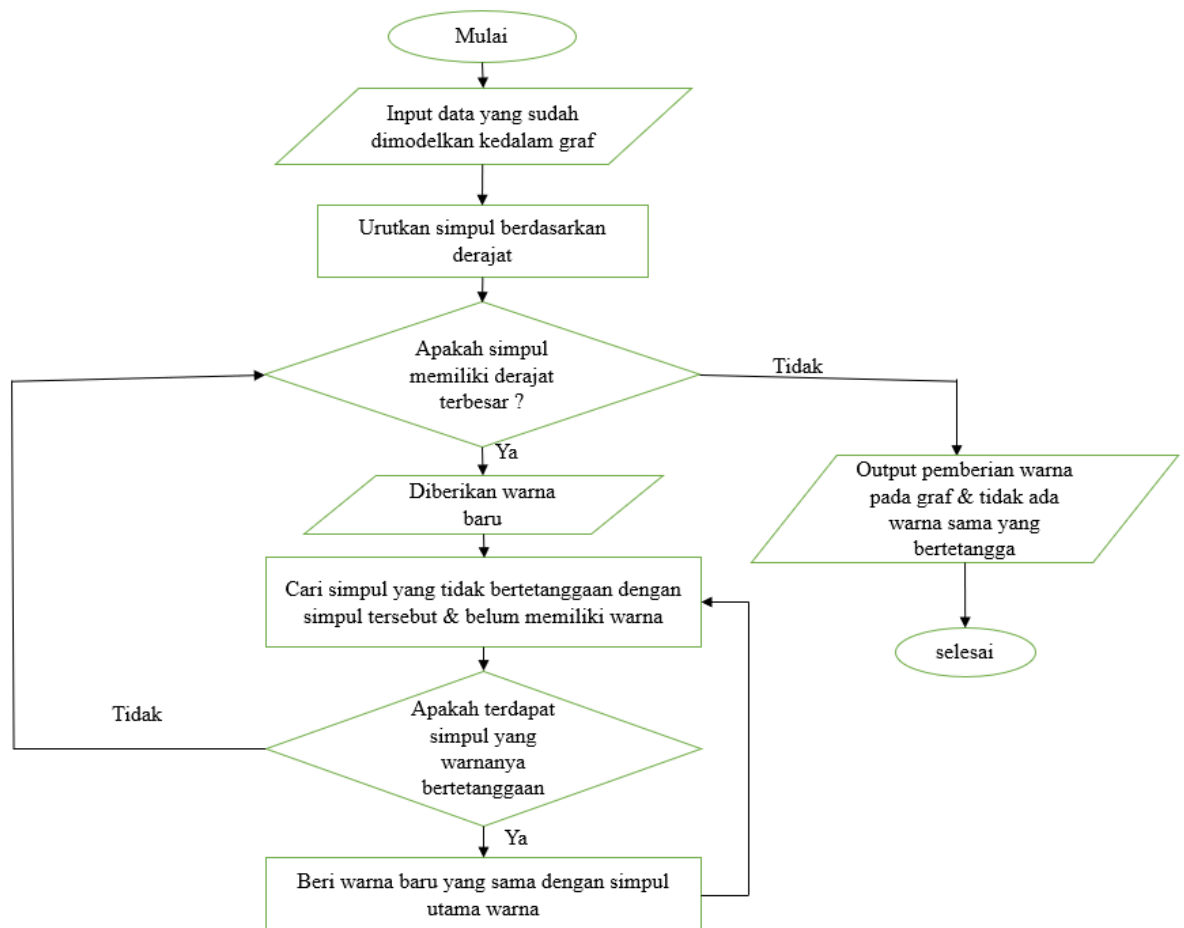 Mulai
Input data yang sudah
dimodelkan kedalam graf
Urutkan simpul berdasarkan
derajat
Apakah simpul
memiliki derajat
terbesar ?
Tidak
Ya
Diberikan warna
baru
Output pemberian warna
pada graf & tidak ada
warna sama yang
bertetangga
Cari simpul yang tidak bertetanggaan dengan
simpul tersebut & belum memiliki warna
selesai
Tidak
Apakah terdapat
simpul yang
warnanya
bertetanggaan
Ya
Beri warna baru yang sama dengan simpul
utama warna